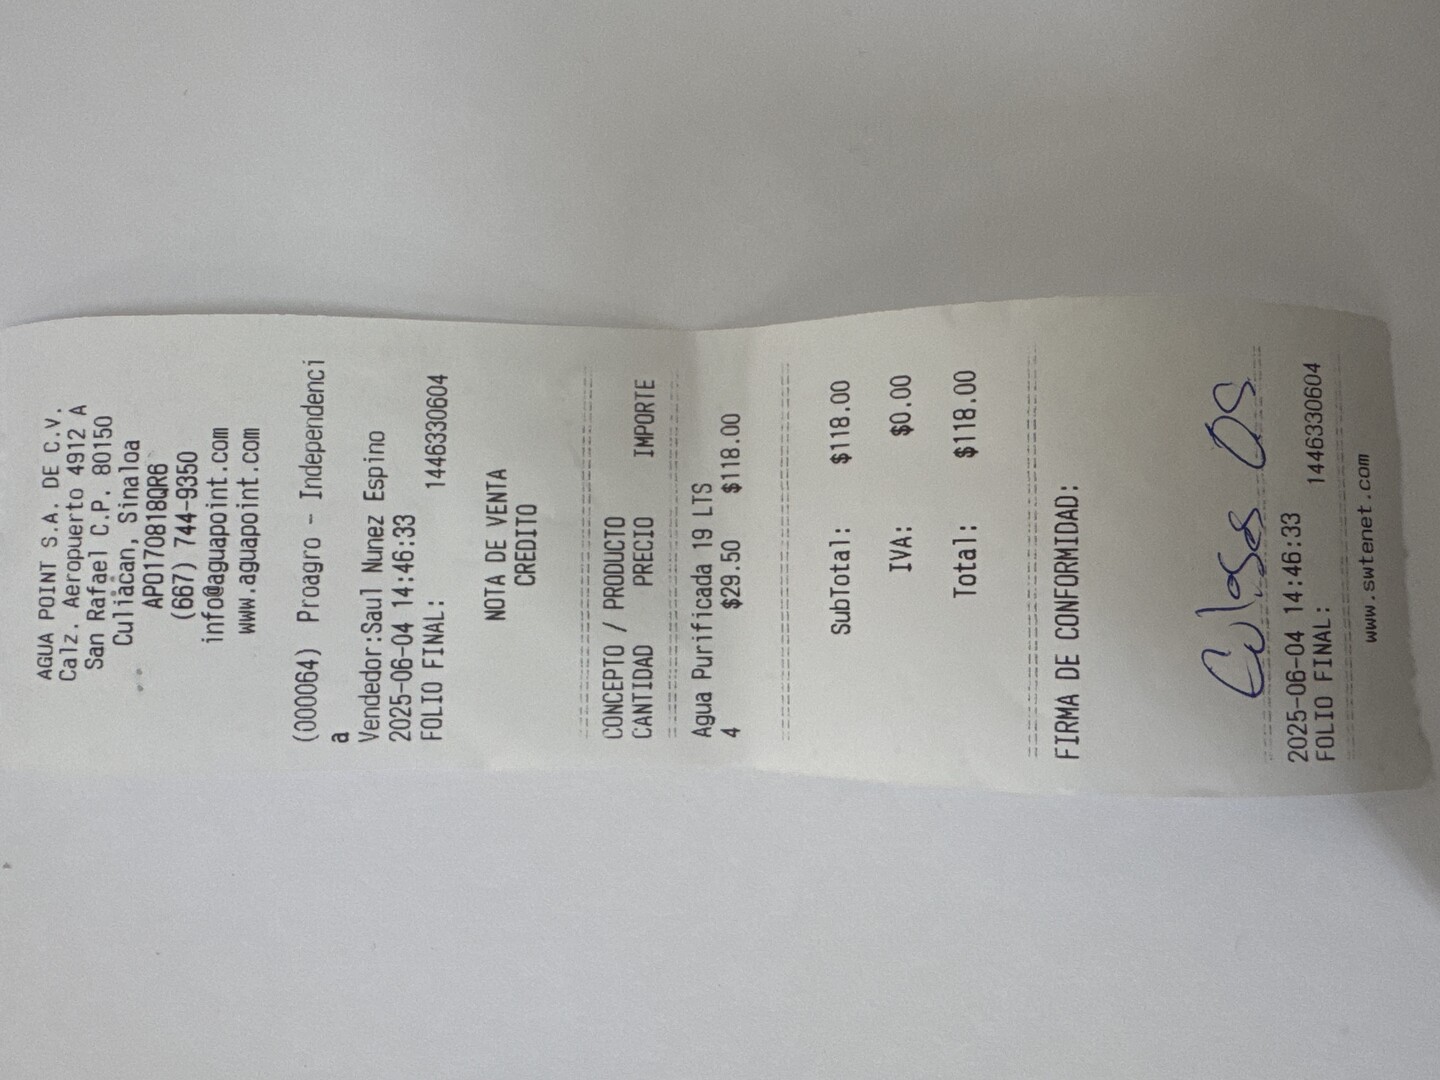 AGUA POINT S.A. DE C.V.
Calz. Aeropuerto 4912 A
San Rafael C.P. 80150
Culiacan, Sinaloa
APO170818QR6
(667) 744-9350
info@aguapoint.com
www.aguapoint.com
(000064) Proagro - Independenci
a
Vendedor:Saul Nunez Espino
2025-06-04 14:46:33
FOLIO FINAL: 1446330604
NOTA DE VENTA
CREDITO
CONCEPTO / PRODUCTO
CANTIDAD PRECIO IMPORTE
Agua Purificada 19 LTS
4 $29.50 $118.00
SubTotal: $118.00
IVA: $0.00
Total: $118.00
FIRMA DE CONFORMIDAD:
2025-06-04 14:46:33
FOLIO FINAL: 1446330604
www.swtenet.com